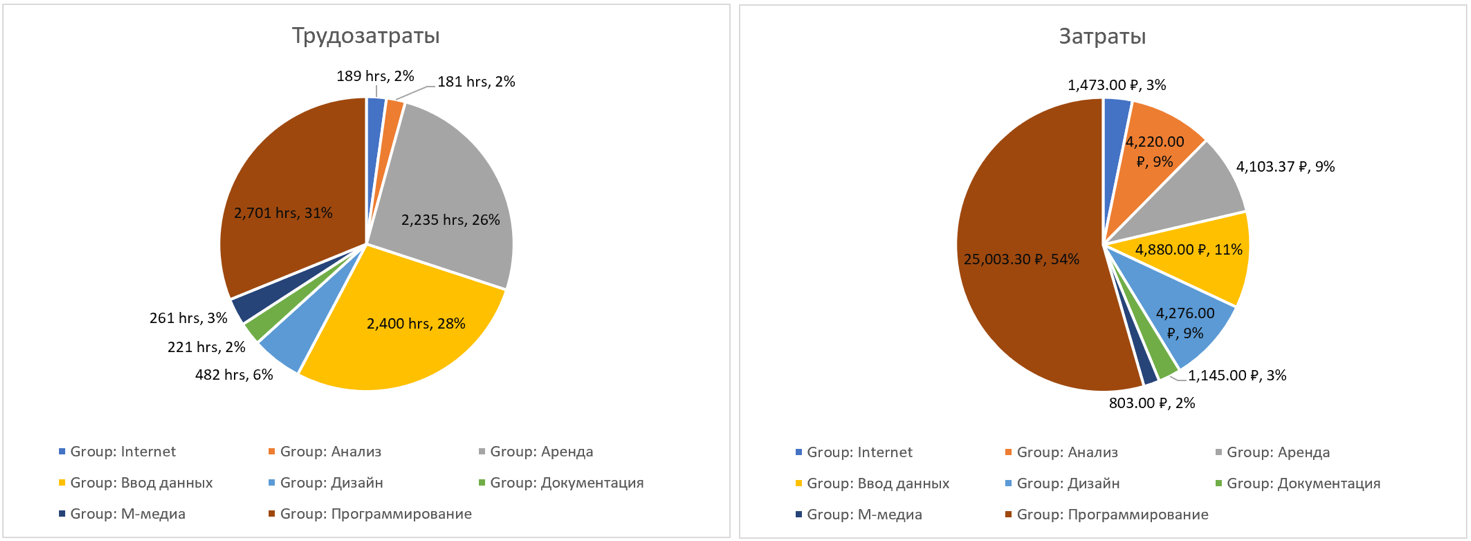 Трудозатраты
189 hrs, 2%
181 hrs, 2%
2,235 hrs, 26%
2,400 hrs, 28%
482 hrs, 6%
221 hrs, 2%
261 hrs, 3%
2,701 hrs, 31%
Group: Internet
Group: Анализ
Group: Аренда
Group: Ввод данных
Group: Дизайн
Group: Документация
Group: М-медиа
Group: Программирование
Затраты
1,473.00 ₽, 3%
4,220.00
₽, 9%
4,103.37 ₽, 9%
4,880.00 ₽, 11%
4,276.00
₽, 9%
1,145.00 ₽, 3%
803.00 ₽, 2%
25,003.30 ₽, 54%
Group: Internet
Group: Анализ
Group: Аренда
Group: Ввод данных
Group: Дизайн
Group: Документация
Group: М-медиа
Group: Программирование